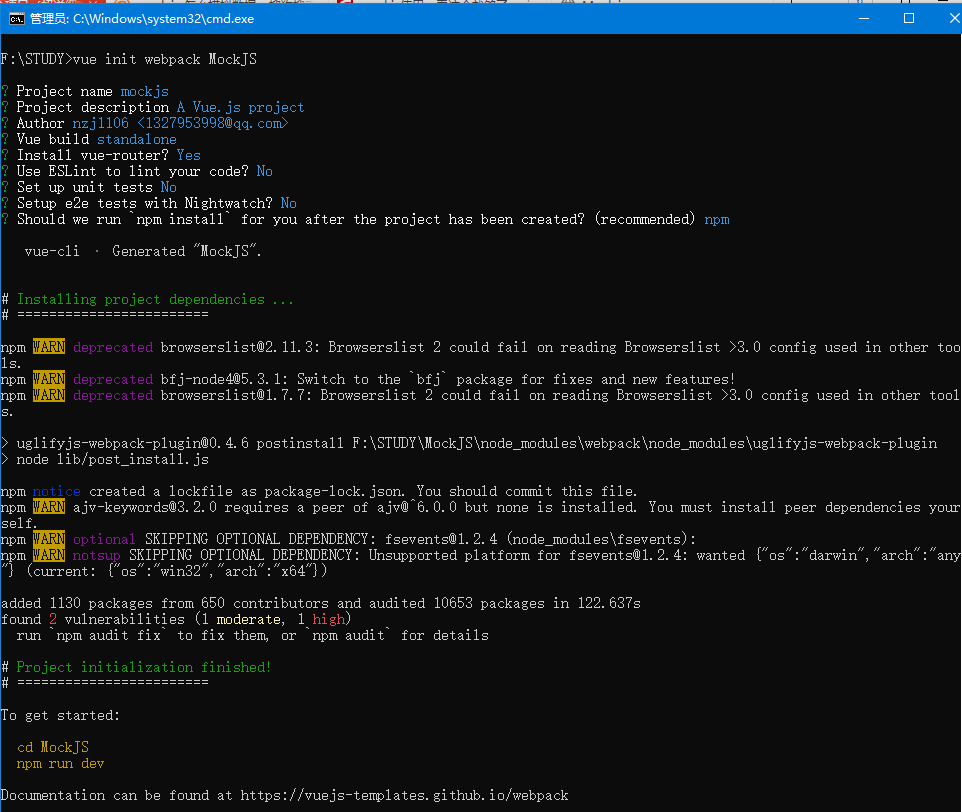 管理员: C:\Windows\system32\cmd.exe
F:\STUDY>vue init webpack MockJS
? Project name mockjs
? Project description A Vue.js project
? Author nzj1106 <1327953998@qq.com>
? Vue build standalone
? Install vue-router? Yes
? Use ESLint to lint your code? No
? Set up unit tests No
? Setup e2e tests with Nightwatch? No
? Should we run `npm install` for you after the project has been created? (recommended) npm
vue-cli · Generated "MockJS".
# Installing project dependencies ...
# ========================
npm WARN deprecated browserslist@2.11.3: Browserslist 2 could fail on reading Browserslist >3.0 config used in other too
ls.
npm WARN deprecated bfj-node4@5.3.1: Switch to the `bfj` package for fixes and new features!
npm WARN deprecated browserslist@1.7.7: Browserslist 2 could fail on reading Browserslist >3.0 config used in other tool
s.
> uglifyjs-webpack-plugin@0.4.6 postinstall F:\STUDY\MockJS\node_modules\webpack\node_modules\uglifyjs-webpack-plugin
> node lib/post_install.js
npm notice created a lockfile as package-lock.json. You should commit this file.
npm WARN ajv-keywords@3.2.0 requires a peer of ajv@^6.0.0 but none is installed. You must install peer dependencies your
self.
npm WARN optional SKIPPING OPTIONAL DEPENDENCY: fsevents@1.2.4 (node_modules\fsevents):
npm WARN notsup SKIPPING OPTIONAL DEPENDENCY: Unsupported platform for fsevents@1.2.4: wanted {"os":"darwin","arch":"any
"} (current: {"os":"win32","arch":"x64"})
added 1130 packages from 650 contributors and audited 10653 packages in 122.637s
found 2 vulnerabilities (1 moderate, 1 high)
run `npm audit fix` to fix them, or `npm audit` for details
# Project initialization finished!
# ========================
To get started:
cd MockJS
npm run dev
Documentation can be found at https://vuejs-templates.github.io/webpack